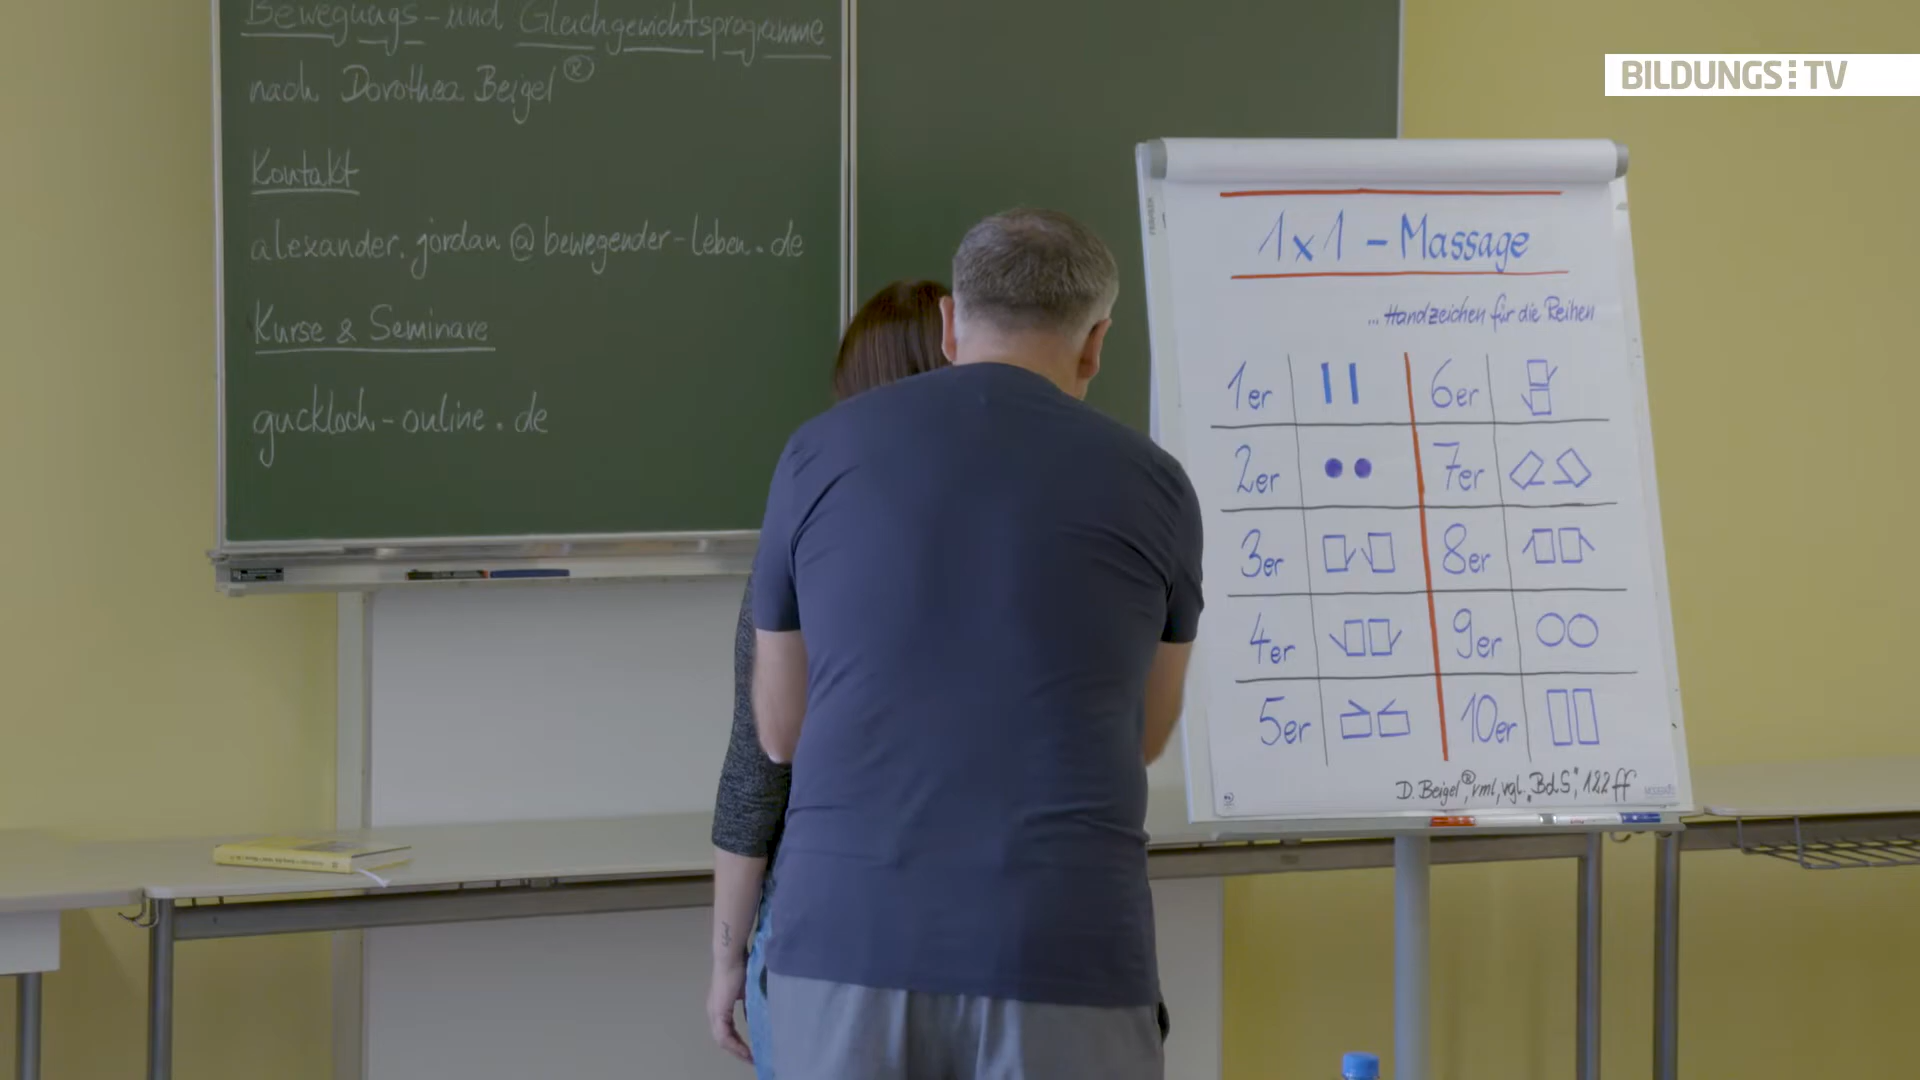 Bewegungs- und Gleichgewichtsprogramme
nach Dorothea Beigel®
Kontakt
alexander.jordan@bewegender-leben.de
Kurse & Seminare
guckloch-online.de
BILDUNGS TV
1x1 - Massage
... Handzeichen für die Reihen
1er 6er
2er 7er
3er 8er
4er 9er
5er 10er
D. Beigel®, vml, vgl. „BdS“, 122 ff